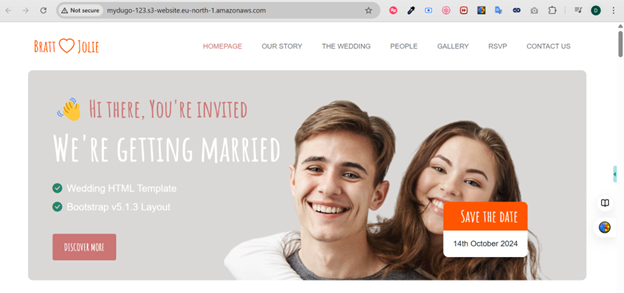 Not secure mydugo-123.s3-website.eu-north-1.amazonaws.com
Bratt Jolie
HOMEPAGE OUR STORY THE WEDDING PEOPLE GALLERY RSVP CONTACT US
Hi there, You're invited
We're getting married
Wedding HTML Template
Bootstrap v5.1.3 Layout
Discover More
Save the date
14th October 2024